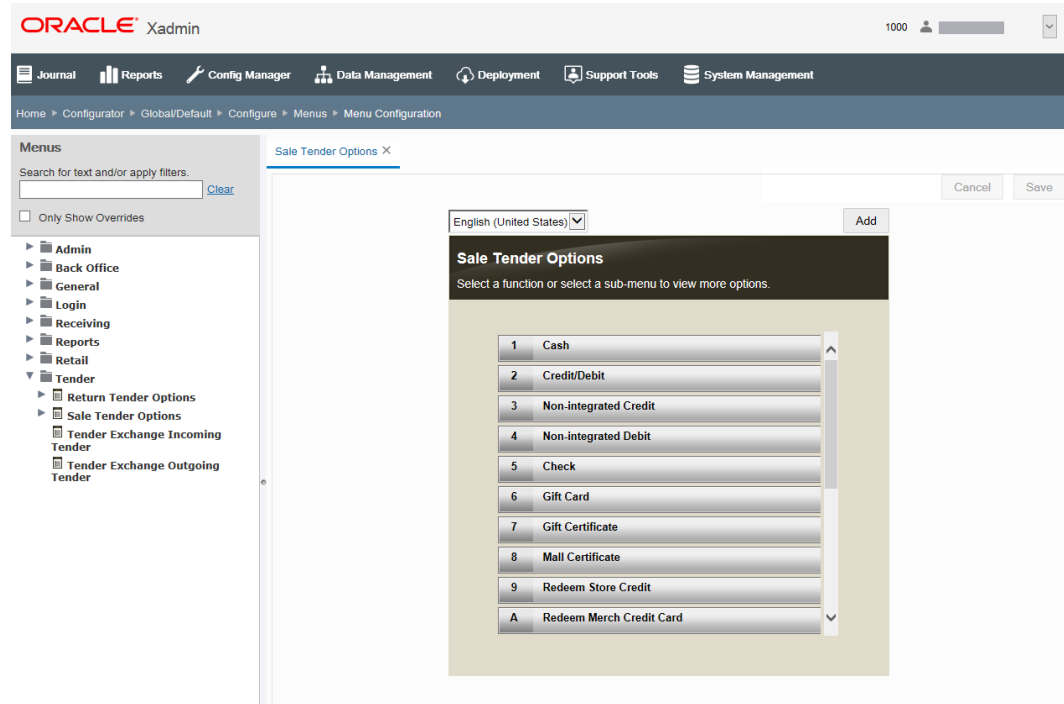 ORACLE Xadmin
1000
Journal Reports Config Manager Data Management Deployment Support Tools System Management
Home Configurator Global/Default Configure Menus Menu Configuration
Menus
Search for text and/or apply filters.
Clear
Only Show Overrides
Admin
Back Office
General
Login
Receiving
Reports
Retail
Tender
Return Tender Options
Sale Tender Options
Tender Exchange Incoming
Tender
Tender Exchange Outgoing
Tender
Sale Tender Options
Cancel Save
English (United States) Add
Sale Tender Options
Select a function or select a sub-menu to view more options.
1 Cash
2 Credit/Debit
3 Non-integrated Credit
4 Non-integrated Debit
5 Check
6 Gift Card
7 Gift Certificate
8 Mall Certificate
9 Redeem Store Credit
A Redeem Merch Credit Card